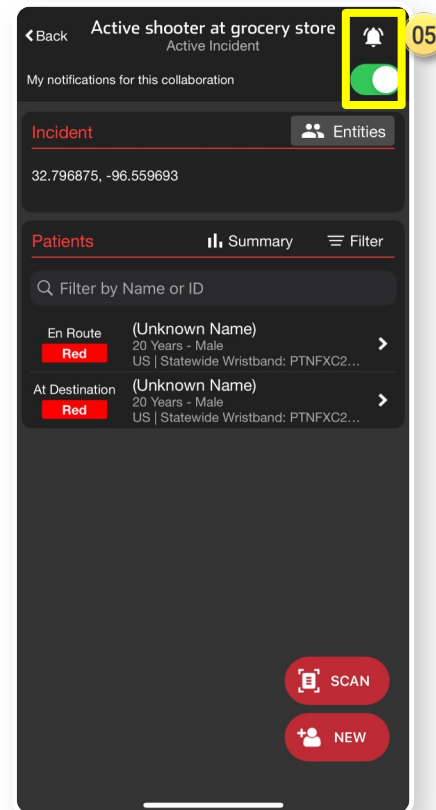 Back
Active shooter at grocery store
05
Active Incident
My notifications for this collaboration
Incident
Entities
32.796875, -96.559693
Patients
Summary
Filter
Filter by Name or ID
En Route
Red
(Unknown Name)
20 Years - Male
US | Statewide Wristband: PTNFXC2...
At Destination
Red
(Unknown Name)
20 Years - Male
US | Statewide Wristband: PTNFXC2...
SCAN
NEW